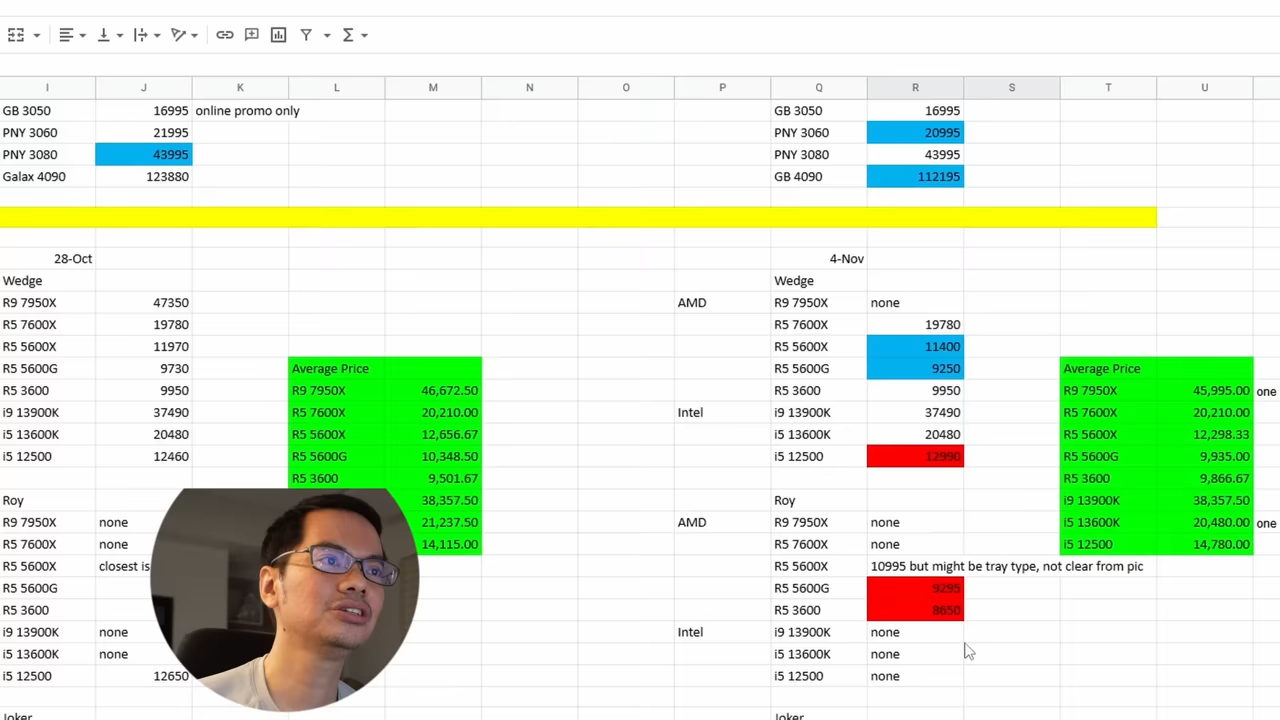 I J K L M N O P Q R S T U
GB 3050 16995 online promo only GB 3050 16995
PNY 3060 21995 PNY 3060 20995
PNY 3080 43995 PNY 3080 43995
Galax 4090 123880 GB 4090 112195
28-Oct 4-Nov
Wedge Wedge
R9 7950X 47350 AMD R9 7950X none
R5 7600X 19780 R5 7600X 19780
R5 5600X 11970 R5 5600X 11400
R5 5600G 9730 Average Price R5 5600G 9250 Average Price
R5 3600 9950 R9 7950X 46,672.50 R5 3600 9950 R9 7950X 45,995.00 one
i9 13900K 37490 R5 7600X 20,210.00 Intel i9 13900K 37490 R5 7600X 20,210.00
i5 13600K 20480 R5 5600X 12,656.67 i5 13600K 20480 R5 5600X 12,298.33
i5 12500 12460 R5 5600G 10,348.50 i5 12500 12990 R5 5600G 9,935.00
R5 3600 9,501.67 R5 3600 9,866.67
Roy 38,357.50 Roy i9 13900K 38,357.50
R9 7950X none 21,237.50 AMD R9 7950X none i5 13600K 20,480.00 one
R5 7600X none 14,115.00 R5 7600X none i5 12500 14,780.00
R5 5600X closest is R5 5600X 10995 but might be tray type, not clear from pic
R5 5600G R5 5600G 9295
R5 3600 R5 3600 8650
i9 13900K none Intel i9 13900K none
i5 13600K none i5 13600K none
i5 12500 12650 i5 12500 none
Joker Joker